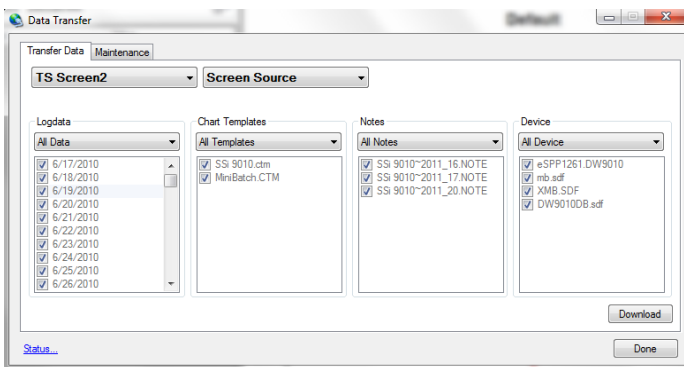 Default
Data Transfer
Transfer Data Maintenance
TS Screen2 Screen Source
Logdata Chart Templates Notes Device
All Data All Templates All Notes All Device
6/17/2010 SSi 9010.ctm SSi 9010~2011_16.NOTE eSPP1261.DW9010
6/18/2010 MiniBatch.CTM SSi 9010~2011_17.NOTE mb.sdf
6/19/2010 SSi 9010~2011_20.NOTE XMB.SDF
6/20/2010 DW9010DB.sdf
6/21/2010
6/22/2010
6/23/2010
6/24/2010
6/25/2010
6/26/2010
Download
Status... Done